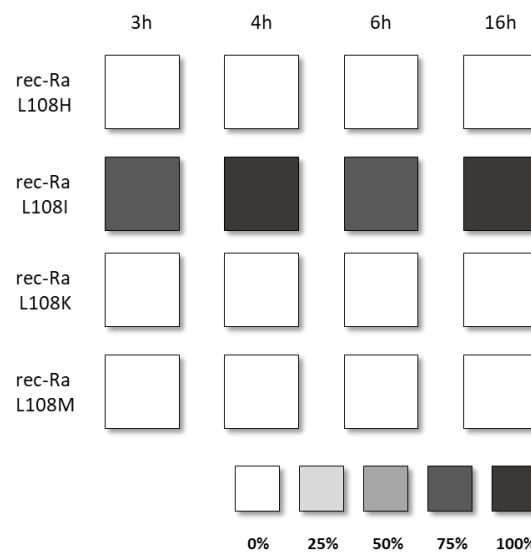 3h 4h 6h 16h
rec-Ra
L108H
rec-Ra
L108I
rec-Ra
L108K
rec-Ra
L108M
0% 25% 50% 75% 100%